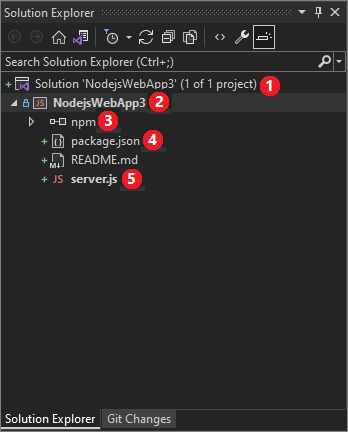 Solution Explorer
Search Solution Explorer (Ctrl+;)
Solution 'NodejsWebApp3' (1 of 1 project) 1
JS NodejsWebApp3 2
npm 3
package.json 4
M README.md
JS server.js 5
Solution Explorer Git Changes